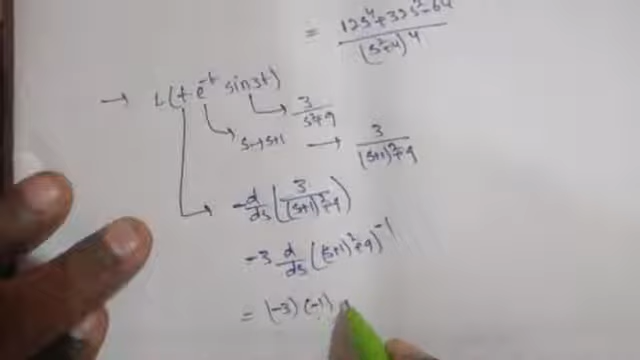 = (12s⁴+32s²-64)/(s²+4)⁴
→ L(t e⁻ᵗ sin3t)
3/(s²+9)
s→s+1 → 3/((s+1)²+9)
-d/ds (3/((s+1)²+9))
-3 d/ds ((s+1)²+9)⁻¹
= (-3) (-1)